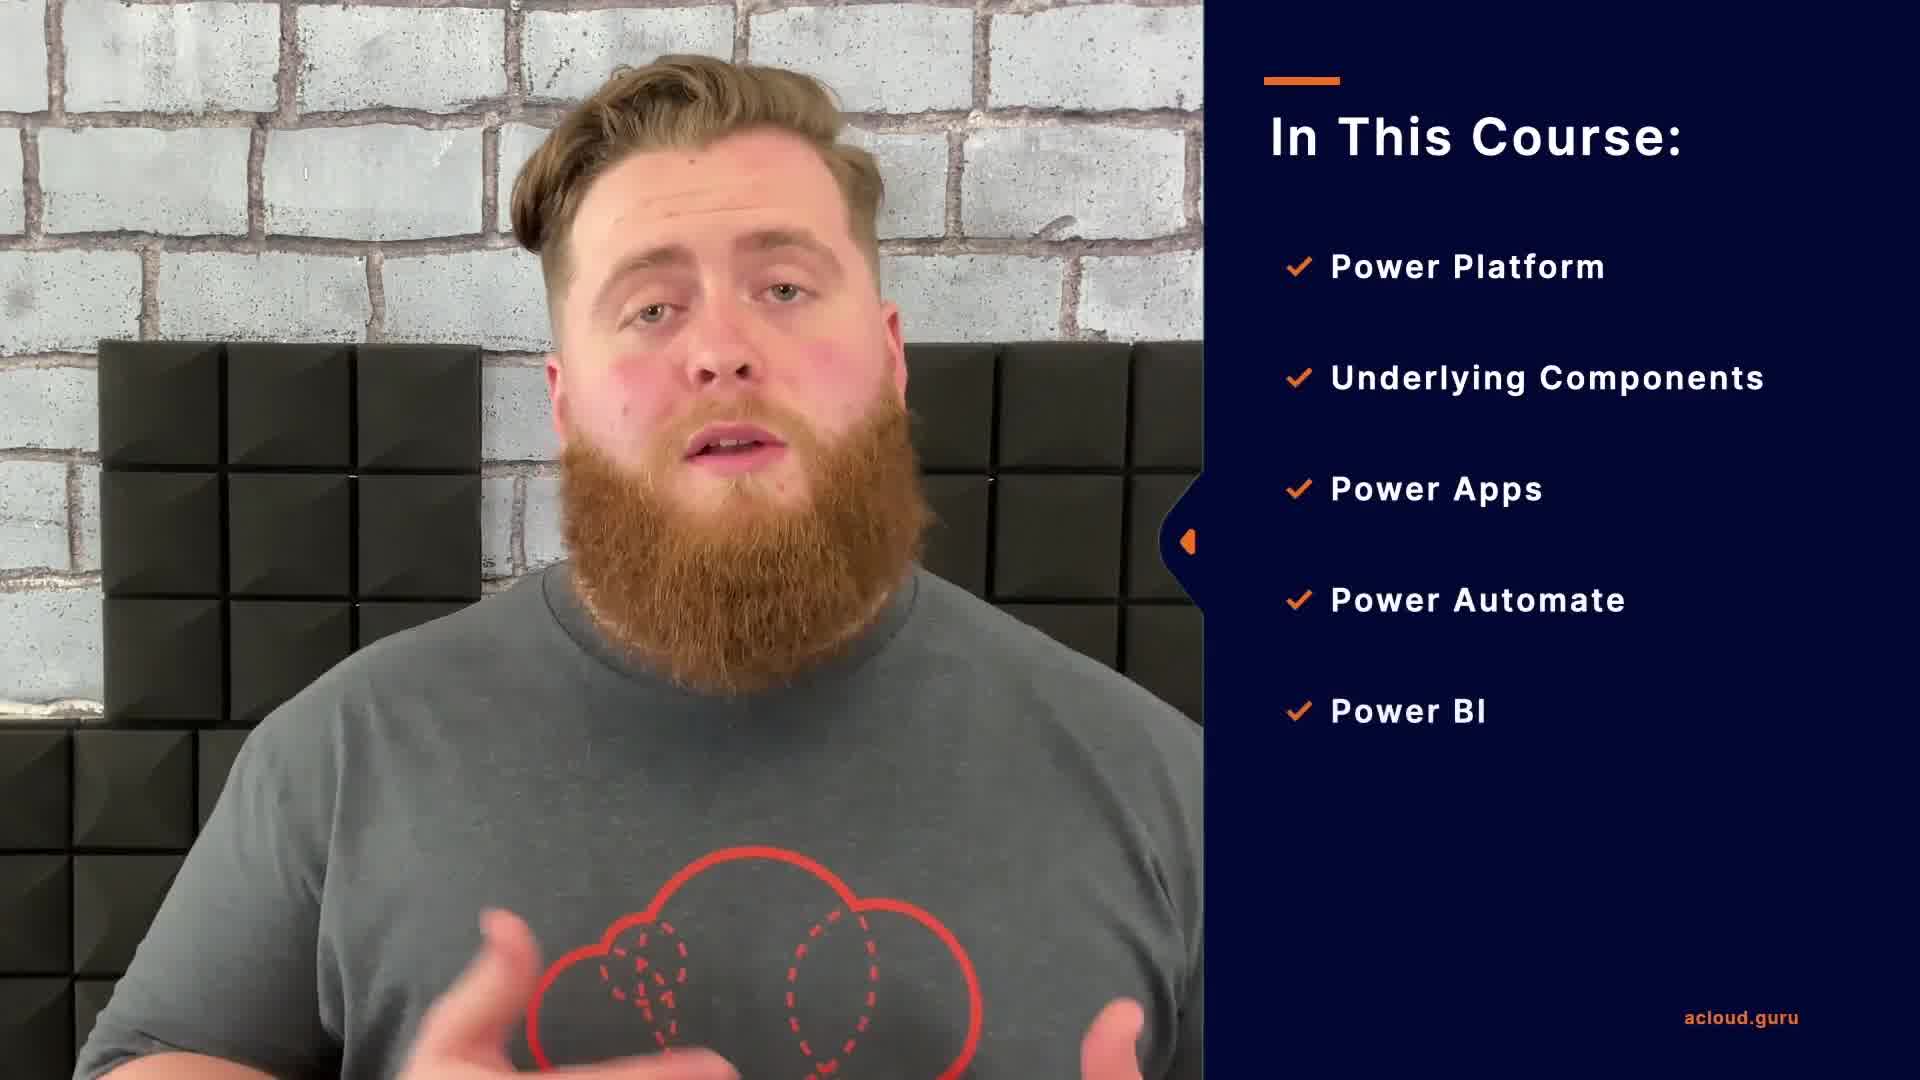 In This Course:
Power Platform
Underlying Components
Power Apps
Power Automate
Power BI
acloud.guru